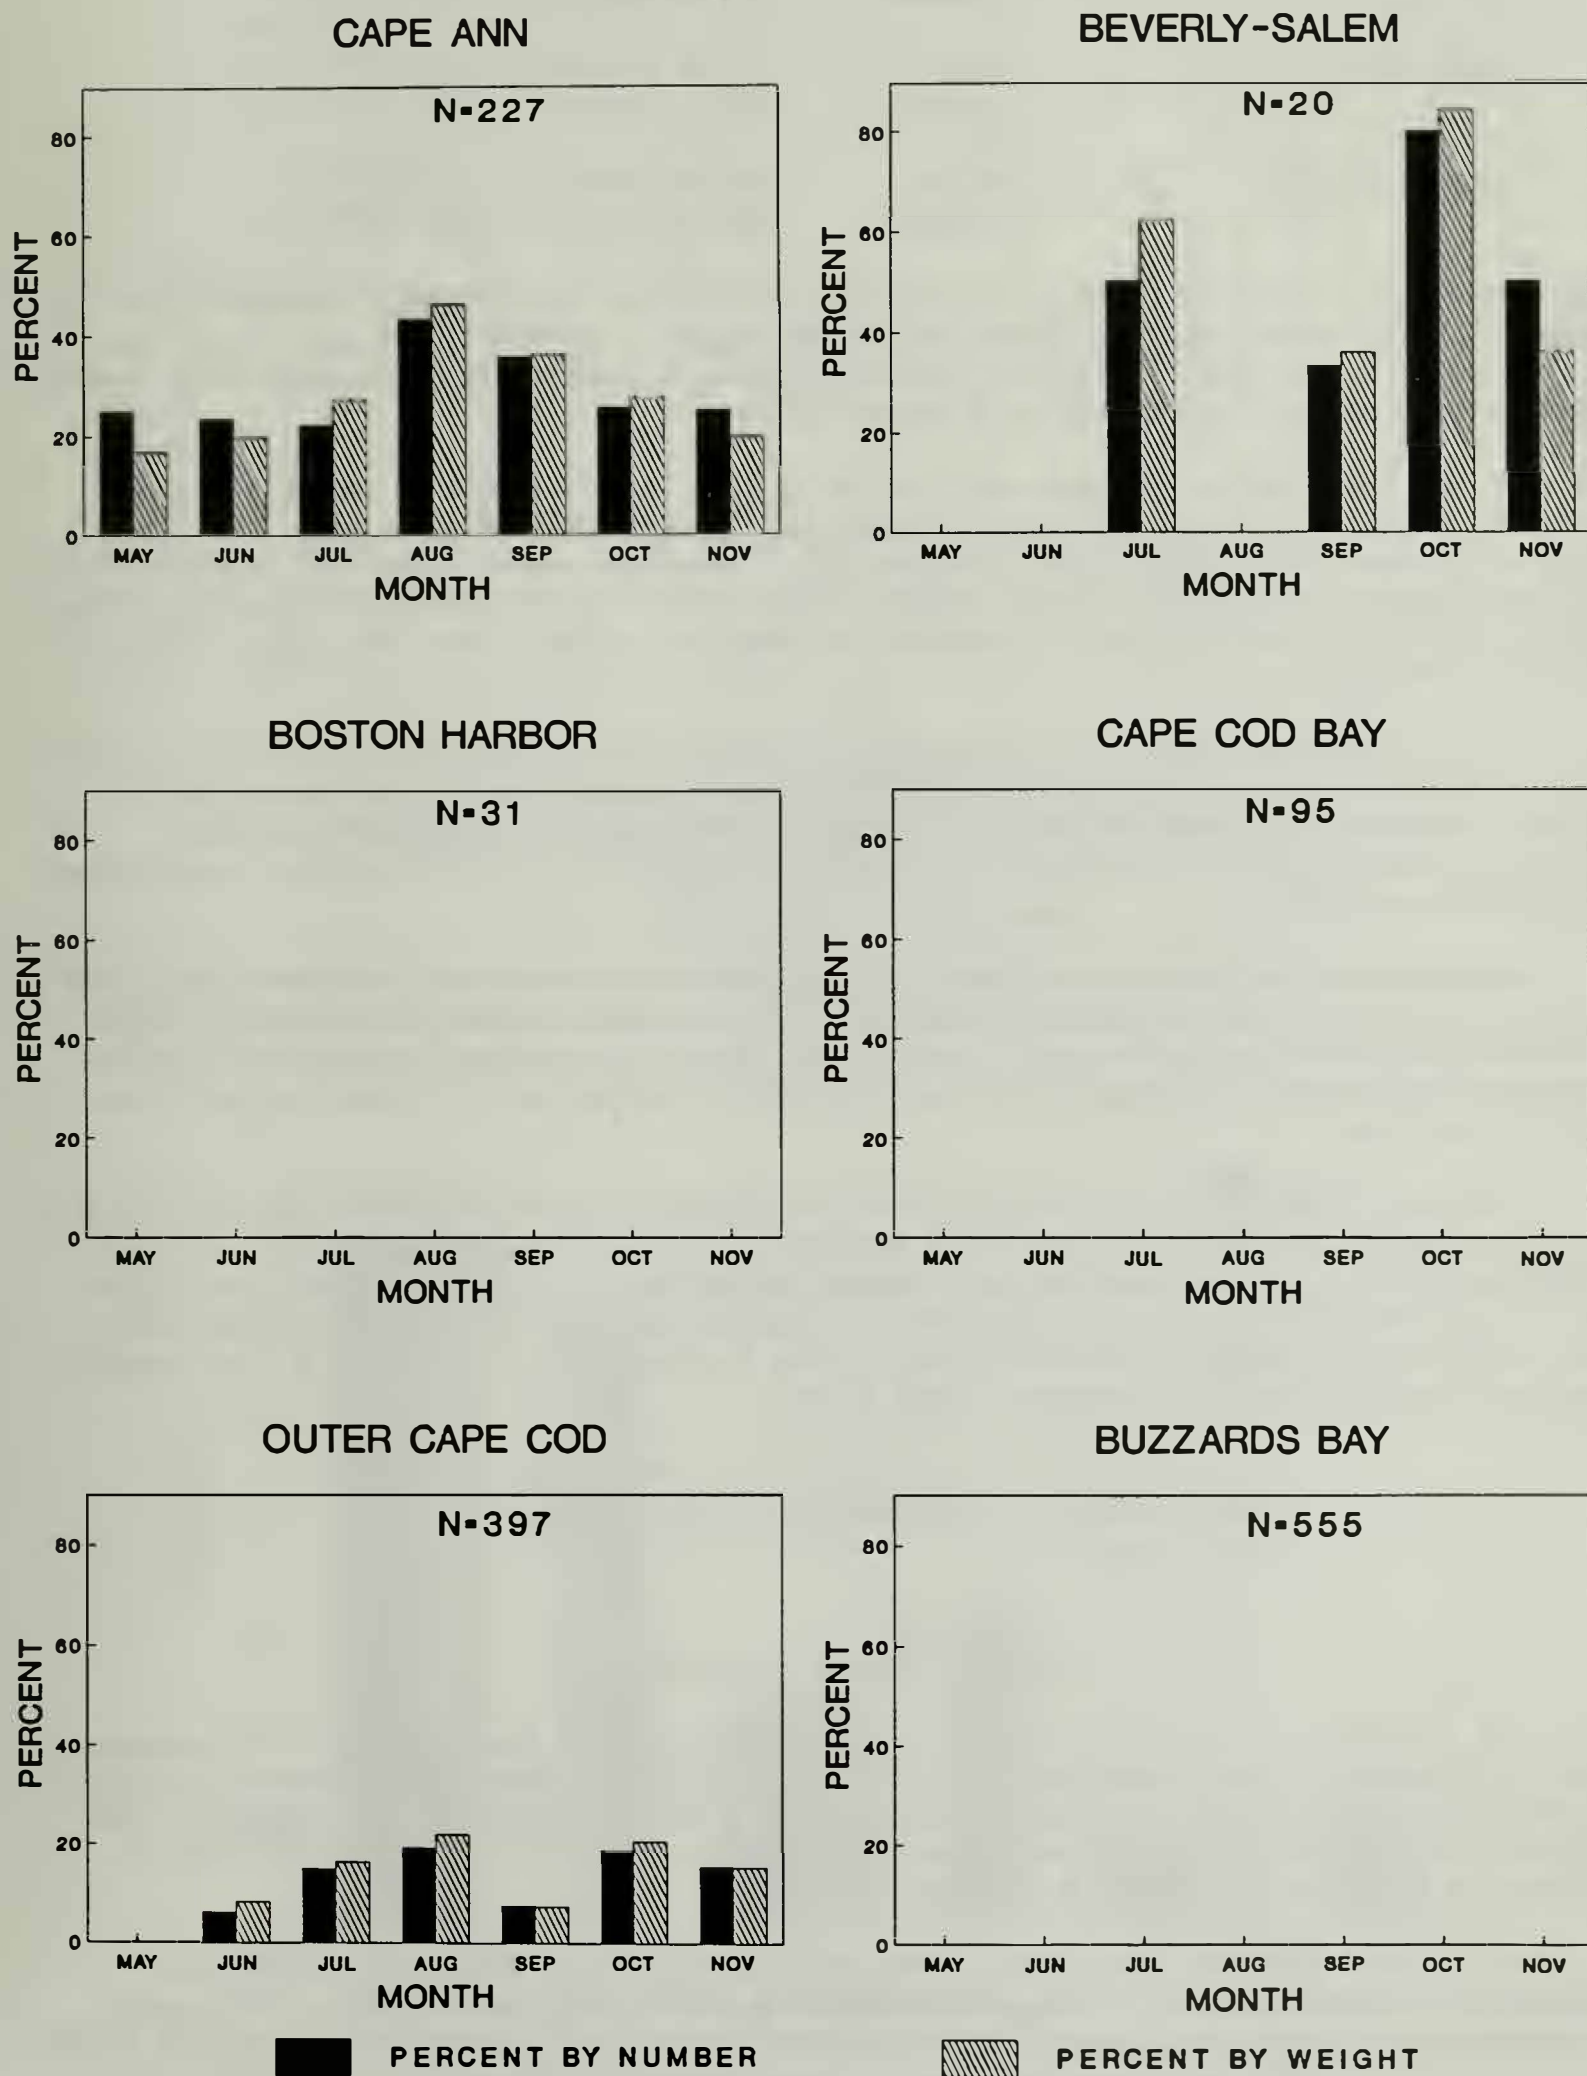 CAPE ANN
N=227
PERCENT
80
60
40
20
0
MAY JUN JUL AUG SEP OCT NOV
MONTH
BEVERLY-SALEM
N=20
PERCENT
80
60
40
20
0
MAY JUN JUL AUG SEP OCT NOV
MONTH
BOSTON HARBOR
N=31
PERCENT
80
60
40
20
0
MAY JUN JUL AUG SEP OCT NOV
MONTH
CAPE COD BAY
N=95
PERCENT
80
60
40
20
0
MAY JUN JUL AUG SEP OCT NOV
MONTH
OUTER CAPE COD
N=397
PERCENT
80
60
40
20
0
MAY JUN JUL AUG SEP OCT NOV
MONTH
BUZZARDS BAY
N=555
PERCENT
80
60
40
20
0
MAY JUN JUL AUG SEP OCT NOV
MONTH
PERCENT BY NUMBER
PERCENT BY WEIGHT